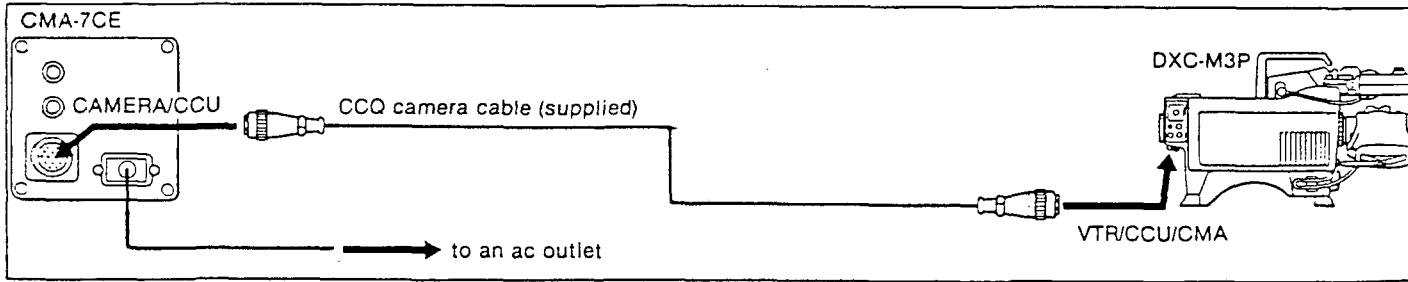 CMA-7CE
DXC-M3P
CAMERA/CCU
CCQ camera cable (supplied)
VTR/CCU/CMA
to an ac outlet